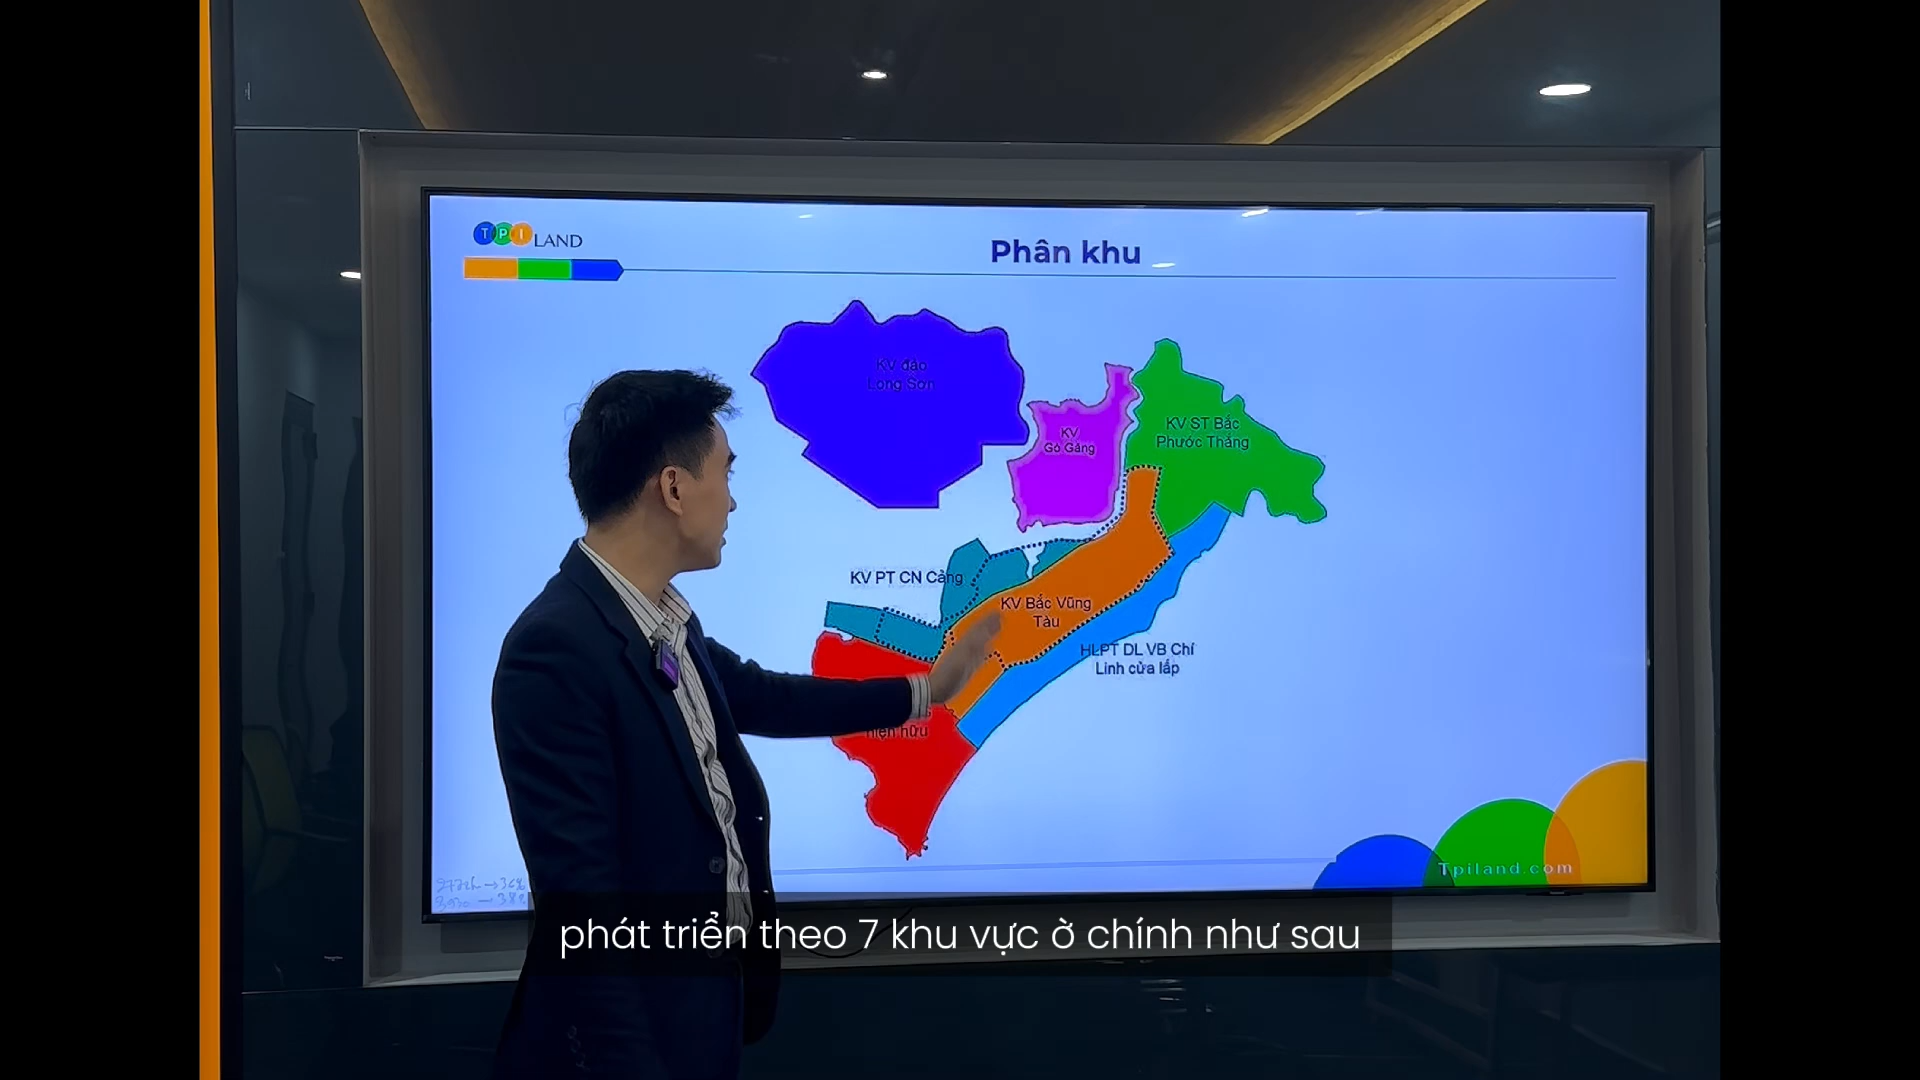 TPI LAND
Phân khu
KV đảo
Long Sơn
KV
Gò Găng
KV ST Bắc
Phước Thắng
KV PT CN Cảng
KV Bắc Vũng
Tàu
HLPT DL VB Chí
Linh cửa lấp
hiện hữu
Tpiland.com
phát triển theo 7 khu vực ờ chính như sau